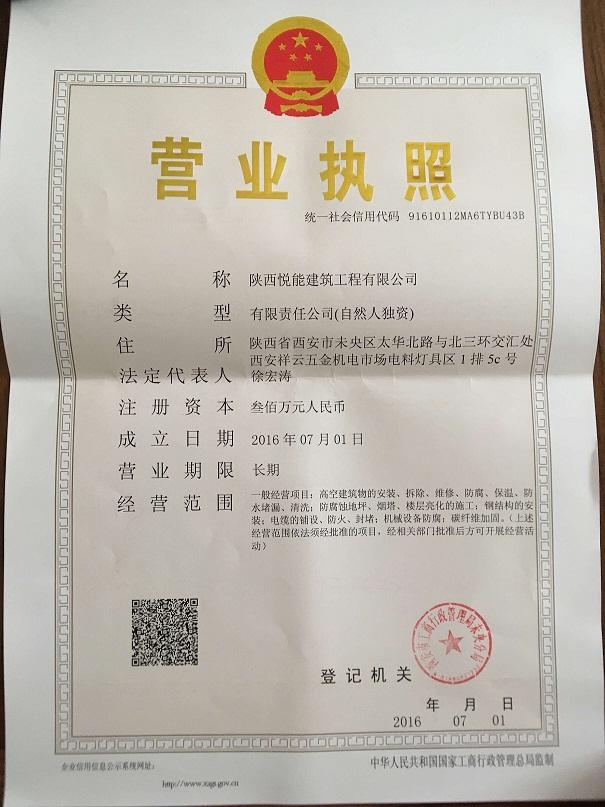 营业执照
统一社会信用代码 91610112MA6TYBU43B
名称 陕西悦能建筑工程有限公司
类型 有限责任公司(自然人独资)
住所 陕西省西安市未央区太华北路与北三环交汇处
西安祥云五金机电市场电料灯具区1排5c号
法定代表人 徐宏涛
注册资本 叁佰万元人民币
成立日期 2016年07月01日
营业期限 长期
经营范围 一般经营项目：高空建筑物的安装、拆除、维修、防腐、保温、防
水堵漏、清洗；防腐蚀地坪、烟塔、楼层亮化的施工；钢结构的安
装；电缆的铺设、防火、封堵；机械设备防腐；碳纤维加固。（上述
经营范围依法须经批准的项目，经相关部门批准后方可开展经营活
动）
西安市工商行政管理局未央分局
登记机关
年 月 日
2016 07 01
企业信用信息公示系统网址：
http://www.xags.gov.cn
中华人民共和国国家工商行政管理总局监制